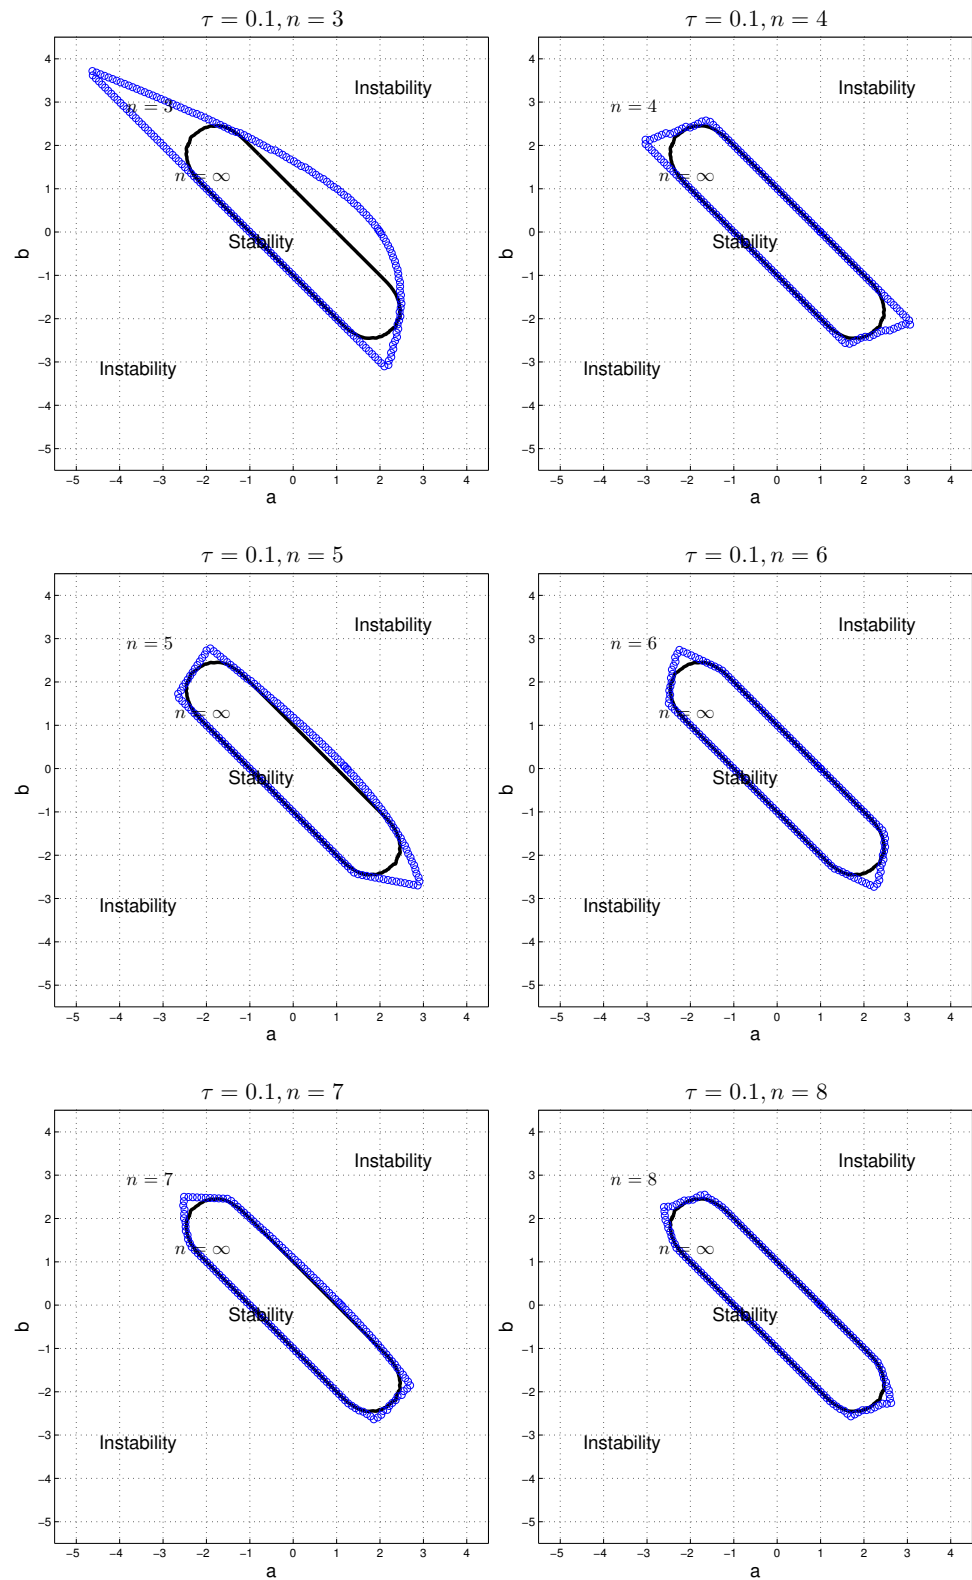 τ = 0.1, n = 3
4
3
2
1
0
−1
−2
−3
−4
−5
b
Instability
n = 3
n = ∞
Stability
Instability
−5 −4 −3 −2 −1 0 1 2 3 4
a
τ = 0.1, n = 4
4
3
2
1
0
−1
−2
−3
−4
−5
b
Instability
n = 4
n = ∞
Stability
Instability
−5 −4 −3 −2 −1 0 1 2 3 4
a
τ = 0.1, n = 5
4
3
2
1
0
−1
−2
−3
−4
−5
b
Instability
n = 5
n = ∞
Stability
Instability
−5 −4 −3 −2 −1 0 1 2 3 4
a
τ = 0.1, n = 6
4
3
2
1
0
−1
−2
−3
−4
−5
b
Instability
n = 6
n = ∞
Stability
Instability
−5 −4 −3 −2 −1 0 1 2 3 4
a
τ = 0.1, n = 7
4
3
2
1
0
−1
−2
−3
−4
−5
b
Instability
n = 7
n = ∞
Stability
Instability
−5 −4 −3 −2 −1 0 1 2 3 4
a
τ = 0.1, n = 8
4
3
2
1
0
−1
−2
−3
−4
−5
b
Instability
n = 8
n = ∞
Stability
Instability
−5 −4 −3 −2 −1 0 1 2 3 4
a